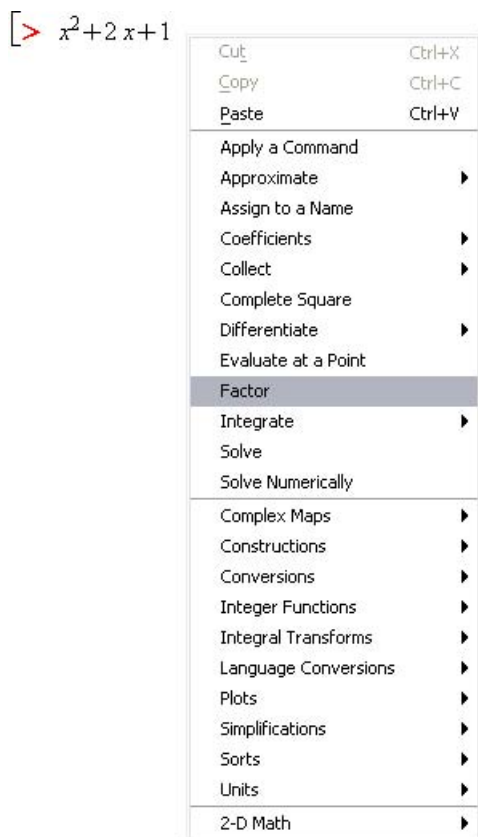 > x²+2 x+1
Cut Ctrl+X
Copy Ctrl+C
Paste Ctrl+V
Apply a Command
Approximate
Assign to a Name
Coefficients
Collect
Complete Square
Differentiate
Evaluate at a Point
Factor
Integrate
Solve
Solve Numerically
Complex Maps
Constructions
Conversions
Integer Functions
Integral Transforms
Language Conversions
Plots
Simplifications
Sorts
Units
2-D Math